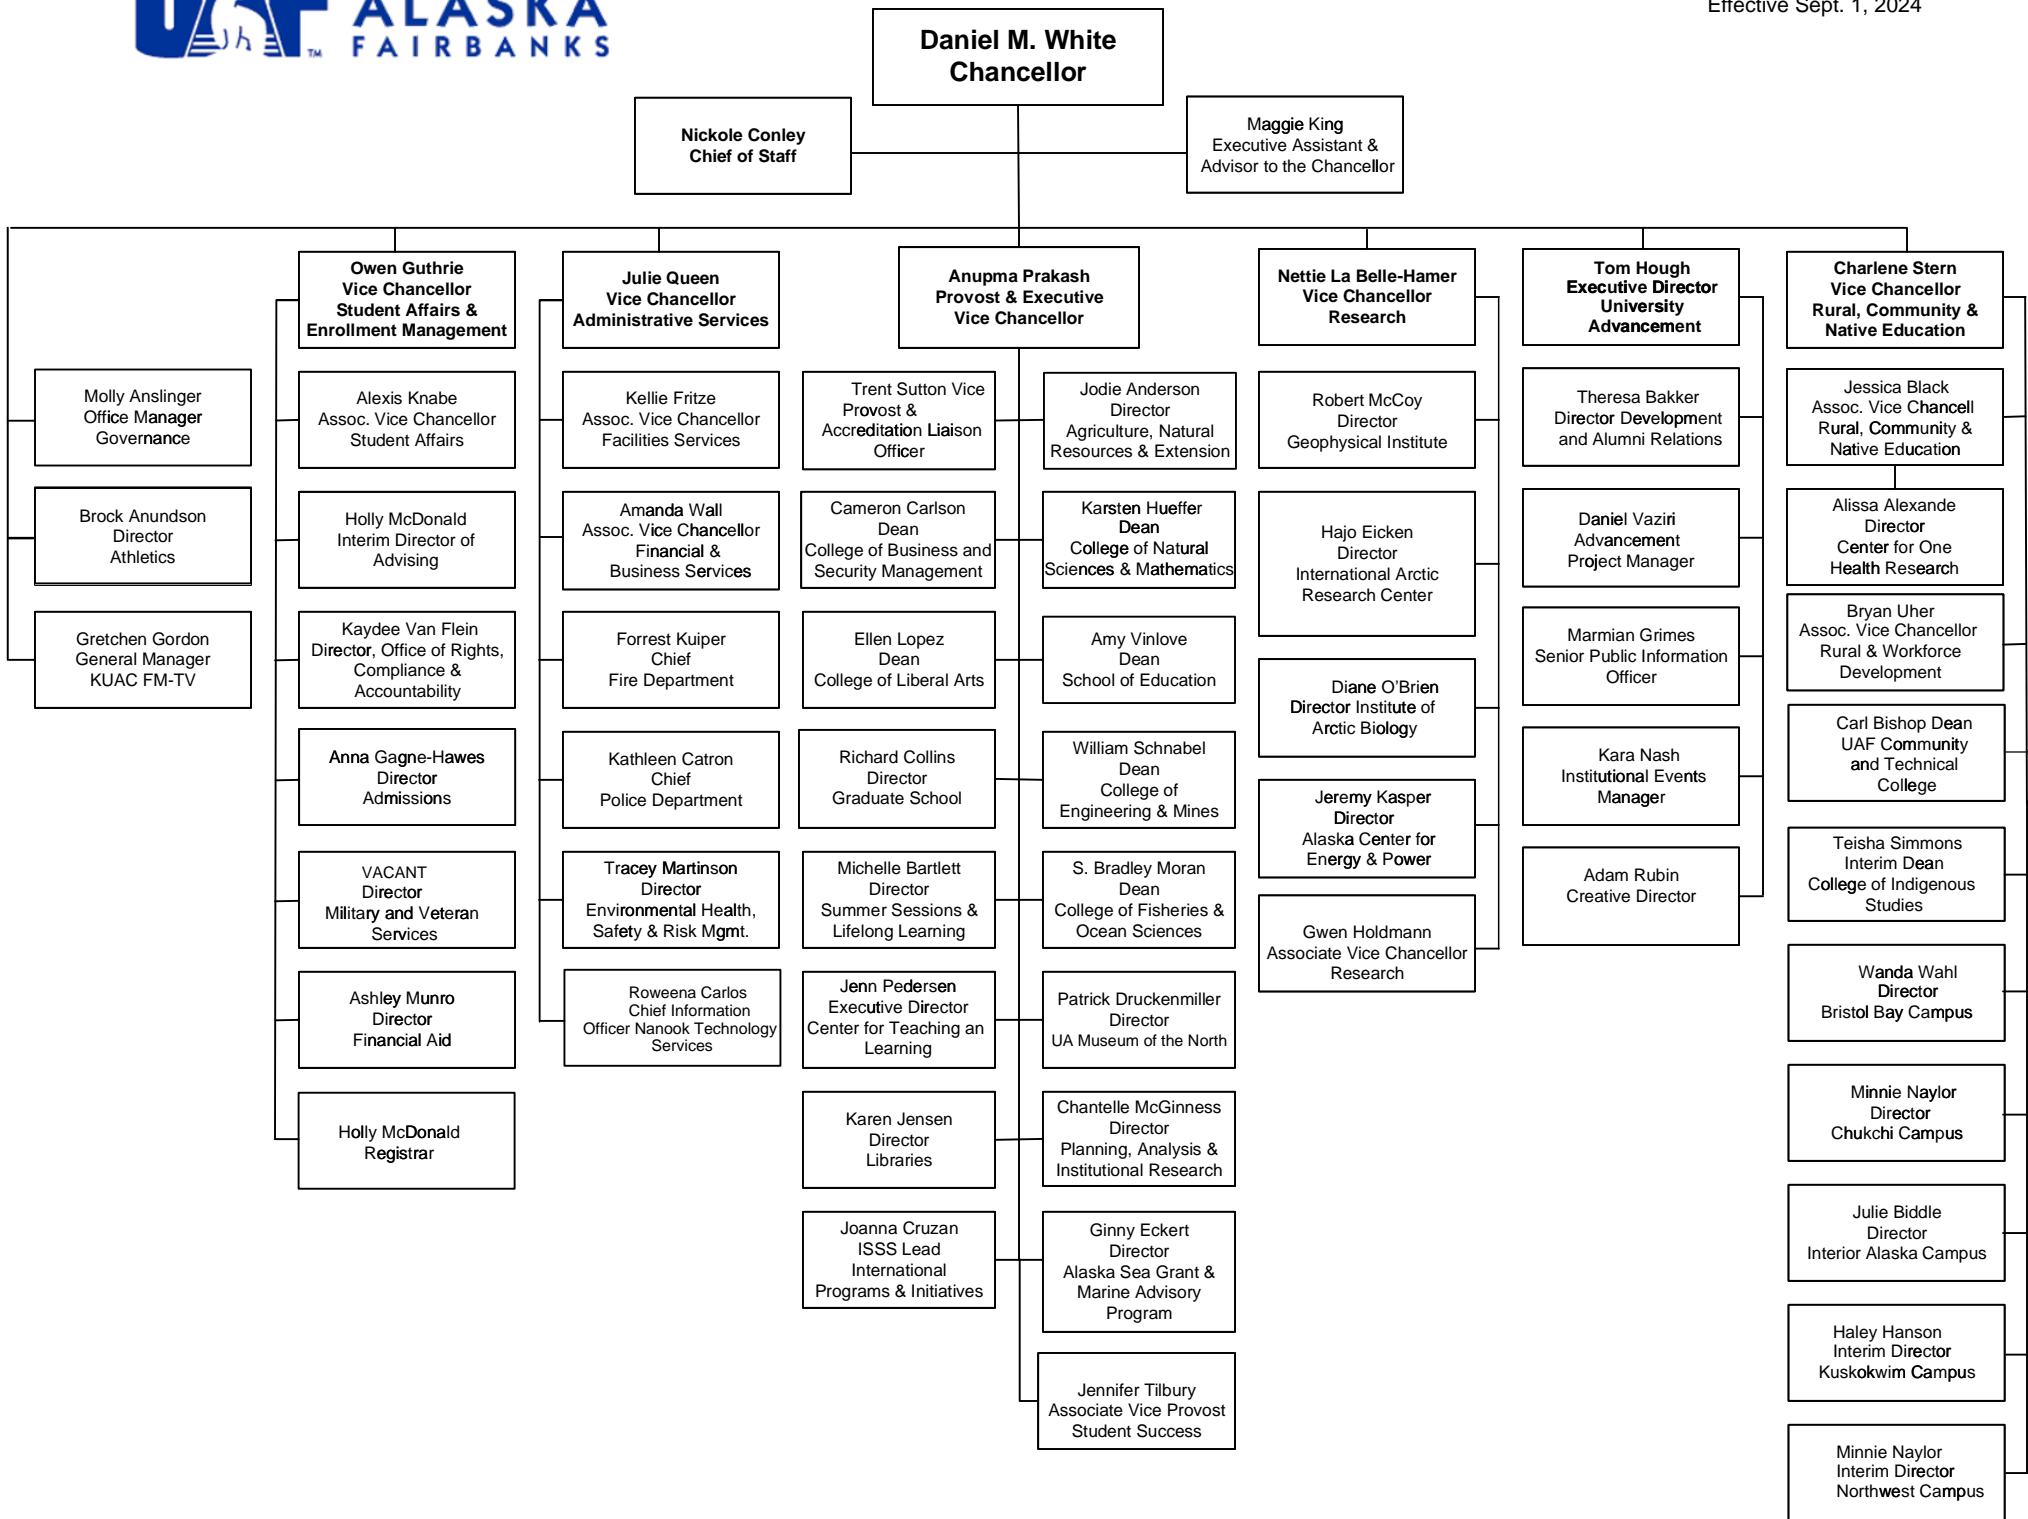 UAF
ALASKA
FAIRBANKS
TM
Effective Sept. 1, 2024
Daniel M. White
Chancellor
Nickole Conley
Chief of Staff
Maggie King
Executive Assistant &
Advisor to the Chancellor
Molly Anslinger
Office Manager
Governance
Brock Anundson
Director
Athletics
Gretchen Gordon
General Manager
KUAC FM-TV
Owen Guthrie
Vice Chancellor
Student Affairs &
Enrollment Management
Alexis Knabe
Assoc. Vice Chancellor
Student Affairs
Holly McDonald
Interim Director of
Advising
Kaydee Van Flein
Director, Office of Rights,
Compliance &
Accountability
Anna Gagne-Hawes
Director
Admissions
VACANT
Director
Military and Veteran
Services
Ashley Munro
Director
Financial Aid
Holly McDonald
Registrar
Julie Queen
Vice Chancellor
Administrative Services
Kellie Fritze
Assoc. Vice Chancellor
Facilities Services
Amanda Wall
Assoc. Vice Chancellor
Financial &
Business Services
Forrest Kuiper
Chief
Fire Department
Kathleen Catron
Chief
Police Department
Tracey Martinson
Director
Environmental Health,
Safety & Risk Mgmt.
Roweena Carlos
Chief Information
Officer Nanook Technology
Services
Anupma Prakash
Provost & Executive
Vice Chancellor
Trent Sutton Vice
Provost &
Accreditation Liaison
Officer
Cameron Carlson
Dean
College of Business and
Security Management
Ellen Lopez
Dean
College of Liberal Arts
Richard Collins
Director
Graduate School
Michelle Bartlett
Director
Summer Sessions &
Lifelong Learning
Jenn Pedersen
Executive Director
Center for Teaching an
Learning
Karen Jensen
Director
Libraries
Joanna Cruzan
ISSS Lead
International
Programs & Initiatives
Jodie Anderson
Director
Agriculture, Natural
Resources & Extension
Karsten Hueffer
Dean
College of Natural
Sciences & Mathematics
Amy Vinlove
Dean
School of Education
William Schnabel
Dean
College of
Engineering & Mines
S. Bradley Moran
Dean
College of Fisheries &
Ocean Sciences
Patrick Druckenmiller
Director
UA Museum of the North
Chantelle McGinness
Director
Planning, Analysis &
Institutional Research
Ginny Eckert
Director
Alaska Sea Grant &
Marine Advisory
Program
Jennifer Tilbury
Associate Vice Provost
Student Success
Nettie La Belle-Hamer
Vice Chancellor
Research
Robert McCoy
Director
Geophysical Institute
Hajo Eicken
Director
International Arctic
Research Center
Diane O’Brien
Director Institute of
Arctic Biology
Jeremy Kasper
Director
Alaska Center for
Energy & Power
Gwen Holdmann
Associate Vice Chancellor
Research
Tom Hough
Executive Director
University
Advancement
Theresa Bakker
Director Development
and Alumni Relations
Daniel Vaziri
Advancement
Project Manager
Marmian Grimes
Senior Public Information
Officer
Kara Nash
Institutional Events
Manager
Adam Rubin
Creative Director
Charlene Stern
Vice Chancellor
Rural, Community &
Native Education
Jessica Black
Assoc. Vice Chancell
Rural, Community &
Native Education
Alissa Alexande
Director
Center for One
Health Research
Bryan Uher
Assoc. Vice Chancellor
Rural & Workforce
Development
Carl Bishop Dean
UAF Community
and Technical
College
Teisha Simmons
Interim Dean
College of Indigenous
Studies
Wanda Wahl
Director
Bristol Bay Campus
Minnie Naylor
Director
Chukchi Campus
Julie Biddle
Director
Interior Alaska Campus
Haley Hanson
Interim Director
Kuskokwim Campus
Minnie Naylor
Interim Director
Northwest Campus